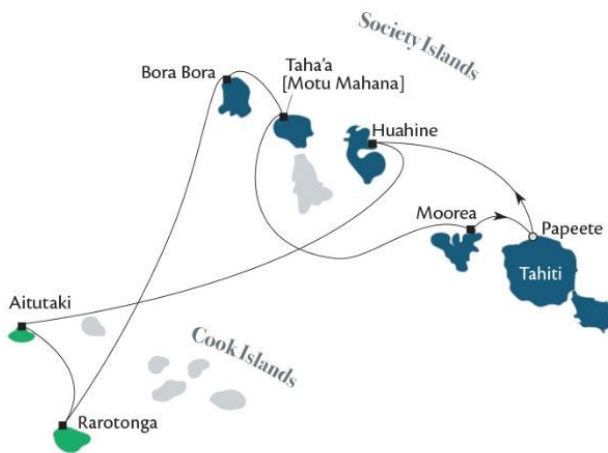 Society Islands
Bora Bora
Taha'a
[Motu Mahana]
Huahine
Moorea
Papeete
Tahiti
Aitutaki
Cook Islands
Rarotonga